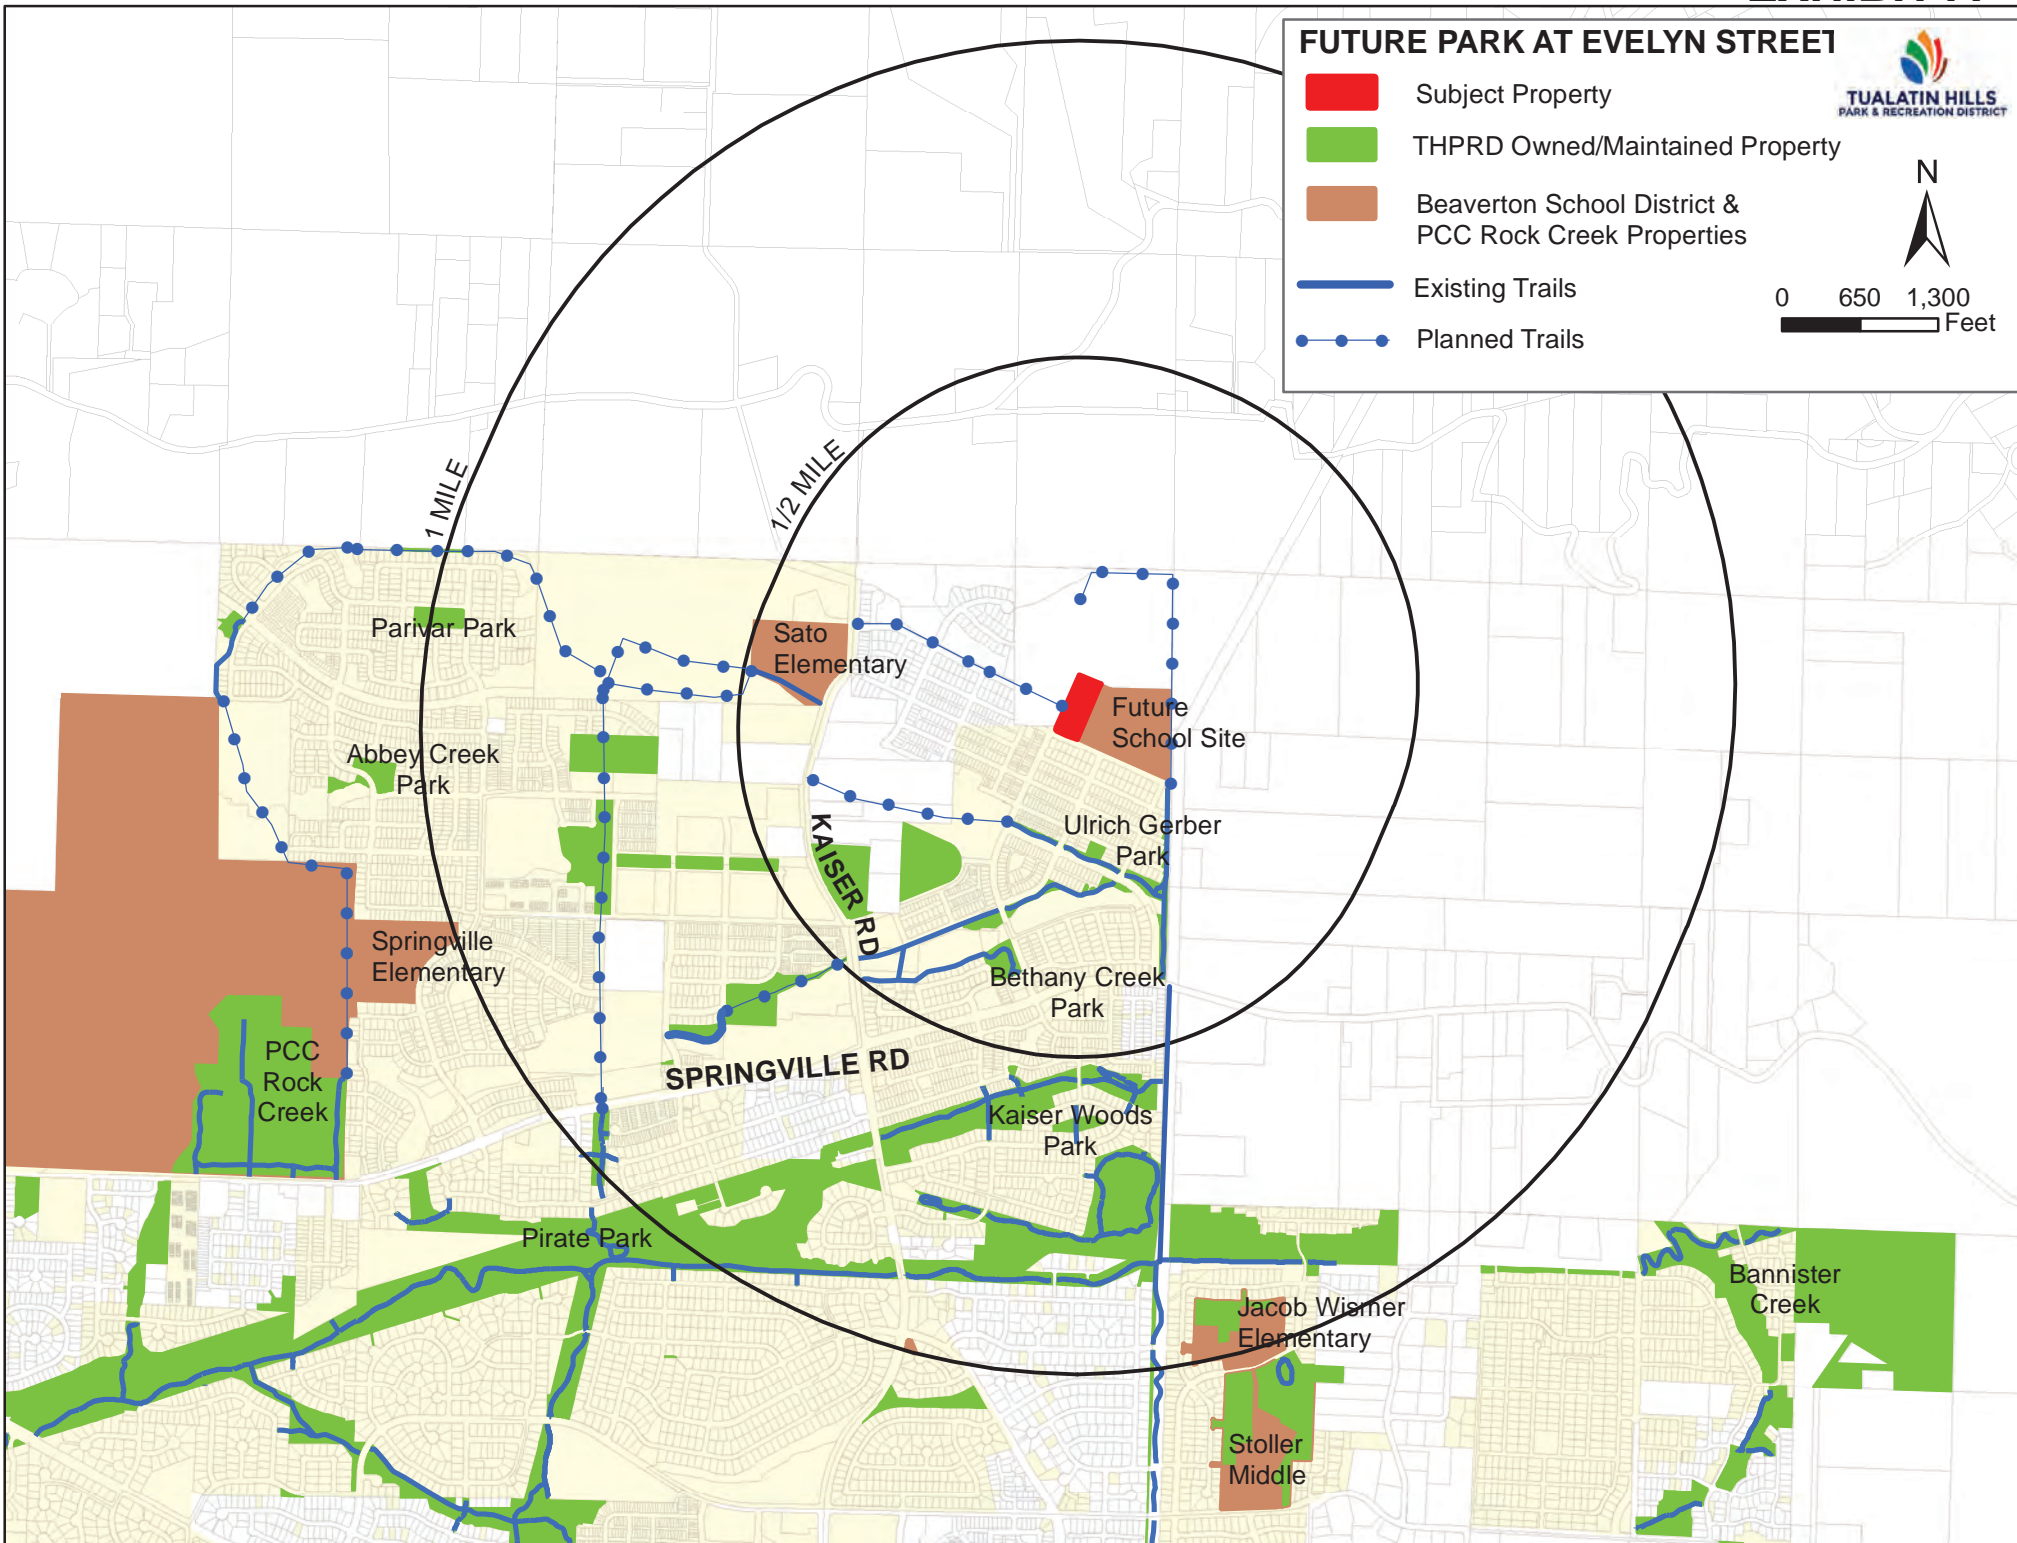 FUTURE PARK AT EVELYN STREET
Subject Property
THPRD Owned/Maintained Property
Beaverton School District &
PCC Rock Creek Properties
Existing Trails
Planned Trails
TUALATIN HILLS
PARK & RECREATION DISTRICT
N
0 650 1,300
Feet
1 MILE
1/2 MILE
Parivar Park
Sato
Elementary
Future
School Site
Abbey Creek
Park
KAISER RD
Ulrich Gerber
Park
Springville
Elementary
Bethany Creek
Park
PCC
Rock
Creek
SPRINGVILLE RD
Kaiser Woods
Park
Pirate Park
Bannister
Creek
Jacob Wismer
Elementary
Stoller
Middle